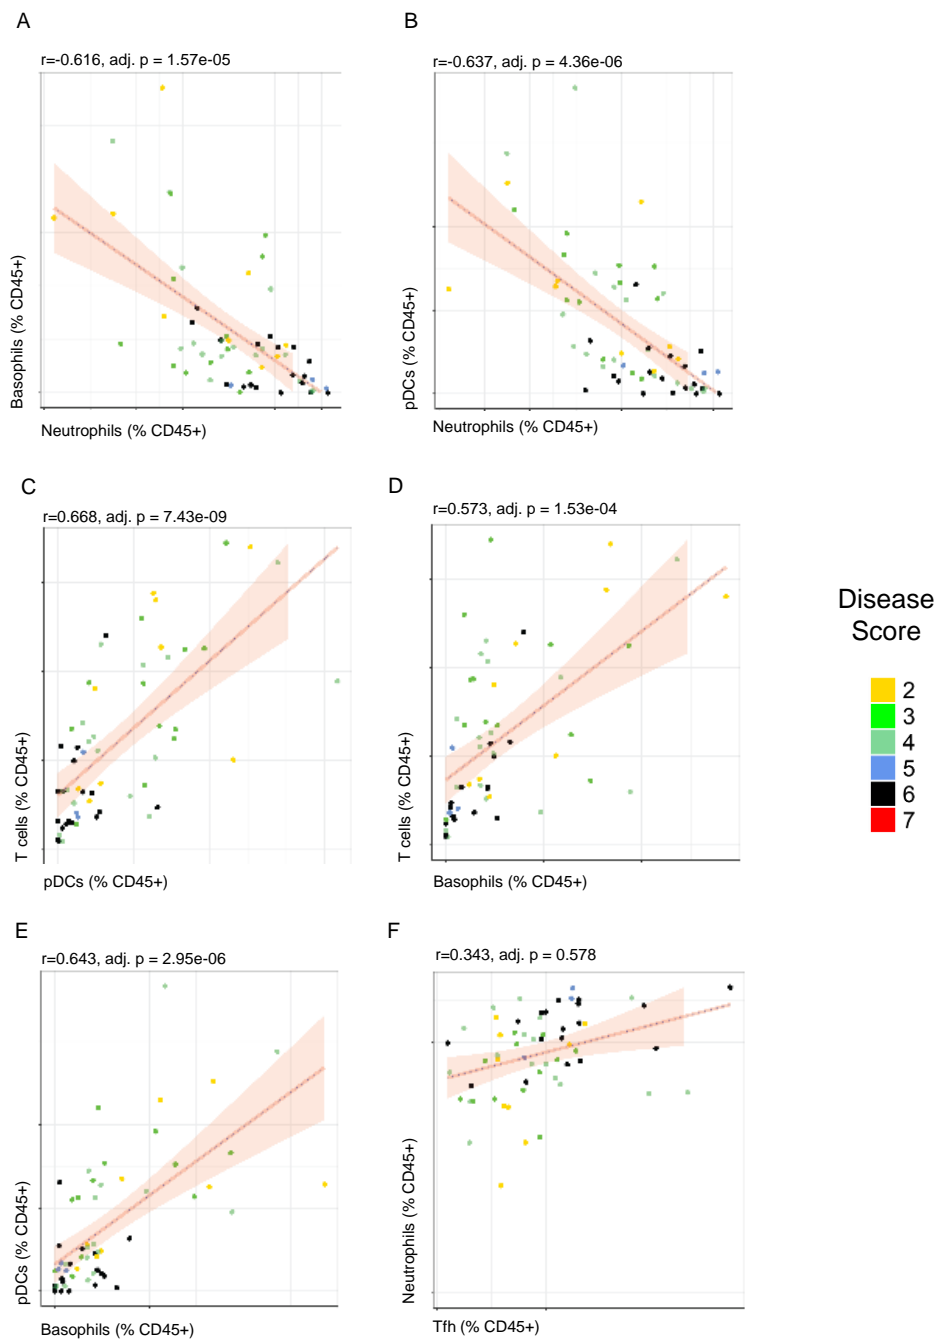 A
r=-0.616, adj. p = 1.57e-05
Basophils (% CD45+)
Neutrophils (% CD45+)
B
r=-0.637, adj. p = 4.36e-06
pDCs (% CD45+)
Neutrophils (% CD45+)
C
r=0.668, adj. p = 7.43e-09
T cells (% CD45+)
pDCs (% CD45+)
D
r=0.573, adj. p = 1.53e-04
T cells (% CD45+)
Basophils (% CD45+)
Disease
Score
2
3
4
5
6
7
E
r=0.643, adj. p = 2.95e-06
pDCs (% CD45+)
Basophils (% CD45+)
F
r=0.343, adj. p = 0.578
Neutrophils (% CD45+)
Tfh (% CD45+)